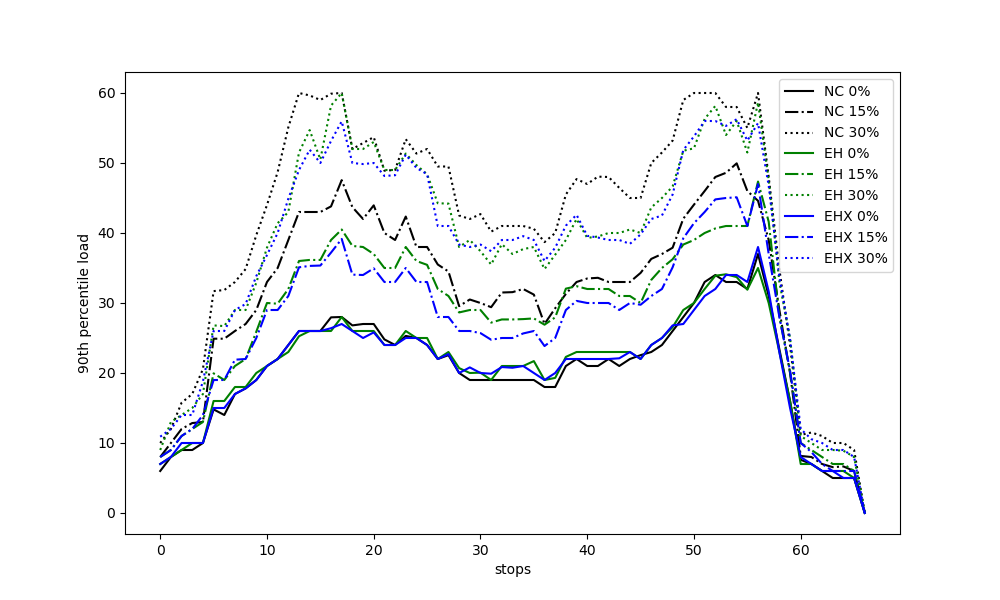 60
50
40
30
20
10
0
90th percentile load
0 10 20 30 40 50 60
stops
NC 0%
NC 15%
NC 30%
EH 0%
EH 15%
EH 30%
EHX 0%
EHX 15%
EHX 30%